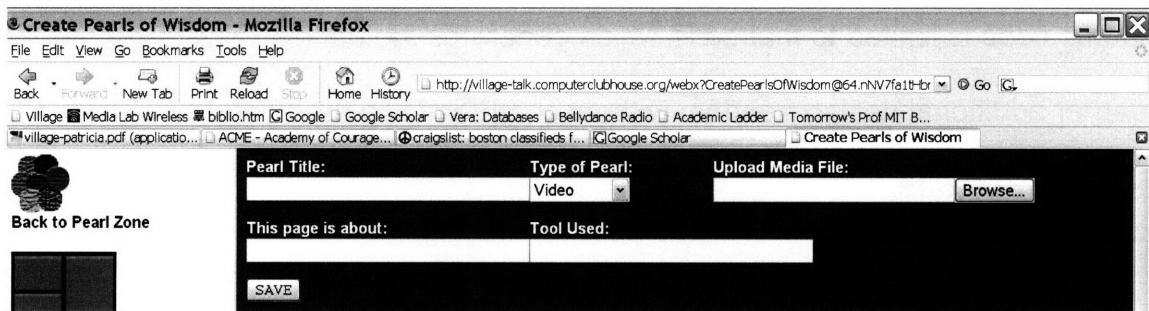 Create Pearls of Wisdom - Mozilla Firefox
File Edit View Go Bookmarks Tools Help
Back Forward New Tab Print Reload Stop Home History http://village-talk.computerclubhouse.org/webx?CreatePearlsOfWisdom@64.nNV7fa1tHbr Go
Village Media Lab Wireless biblio.htm Google Google Scholar Vera: Databases Bellydance Radio Academic Ladder Tomorrow's Prof MIT B...
village-patricia.pdf (applicatio... ACME - Academy of Courage... craigslist: boston classifieds f... Google Scholar Create Pearls of Wisdom
Pearl Title: Type of Pearl: Upload Media File:
Video Browse...
Back to Pearl Zone
This page is about: Tool Used:
SAVE